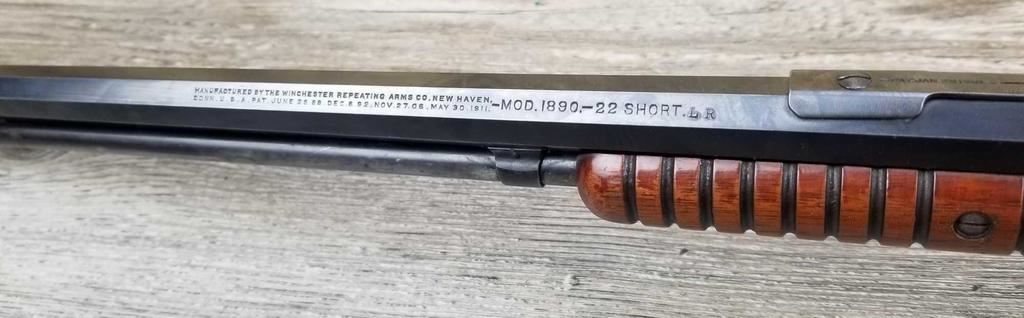 MANUFACTURED BY THE WINCHESTER REPEATING ARMS CO. NEW HAVEN.
CONN. U.S.A. PAT. JUNE 26.88. DEC. 6.92. NOV. 27.06. MAY 30.1911.
-MOD. 1890.-22 SHORT. L R